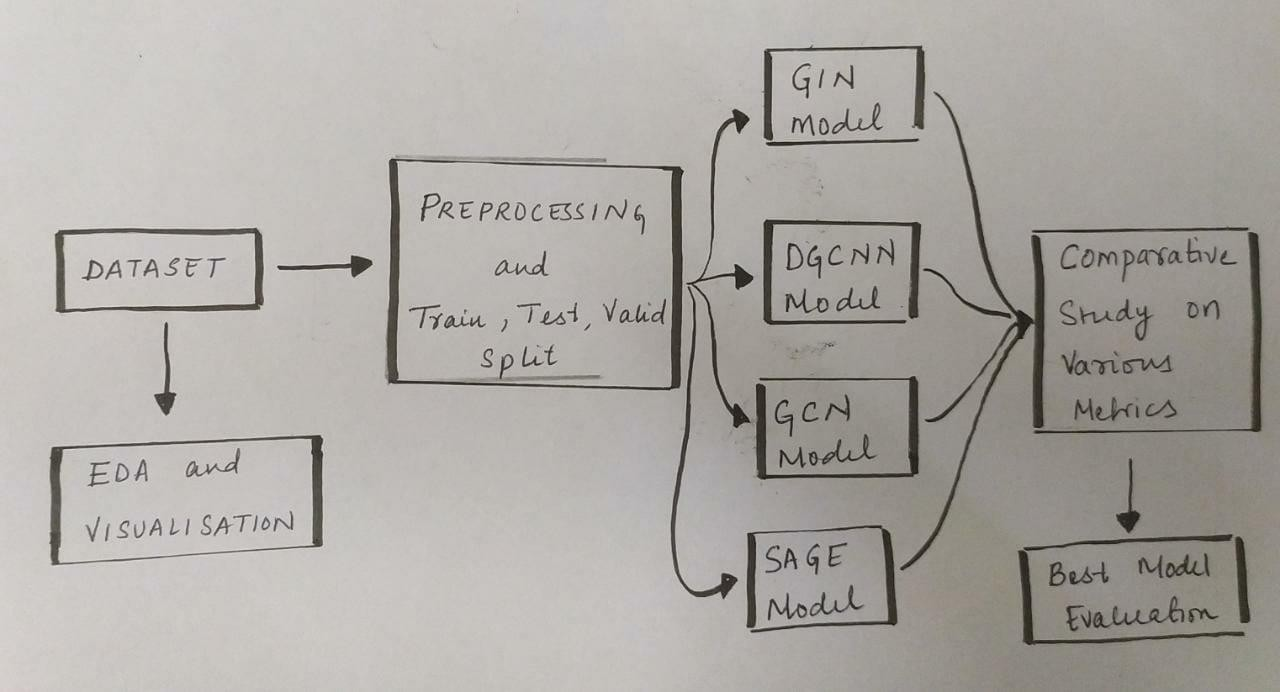 DATASET
EDA and
VISUALISATION
PREPROCESSING
and
Train, Test, Valid
Split
GIN
Model
DGCNN
Model
GCN
Model
SAGE
Model
Comparative
Study on
Various
Metrics
Best Model
Evaluation